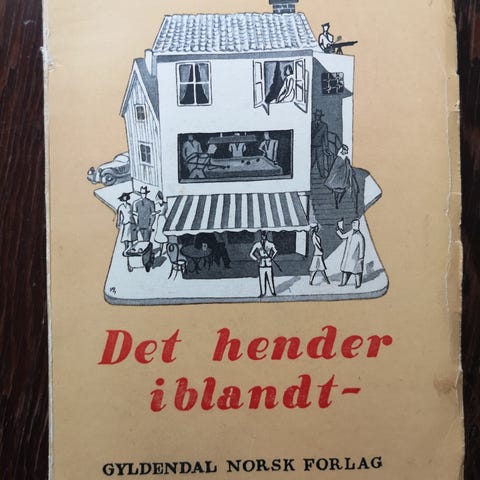 Det hender
iblandt-
GYLDENDAL NORSK FORLAG